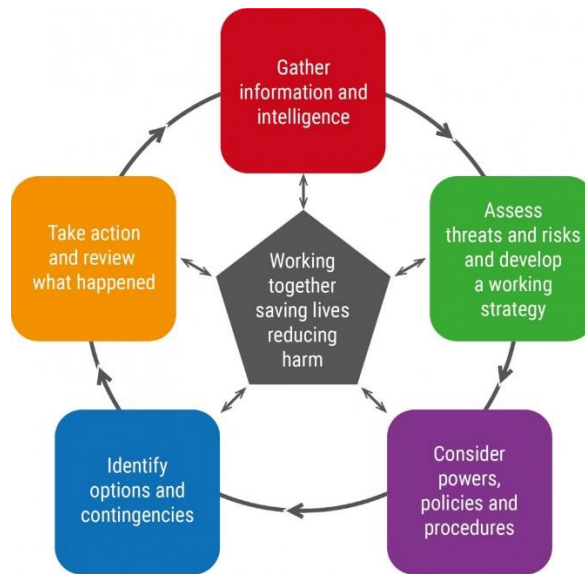 Gather
information and
intelligence
Assess
threats and risks
and develop
a working
strategy
Consider
powers,
policies and
procedures
Identify
options and
contingencies
Take action
and review
what happened
Working
together
saving lives
reducing
harm